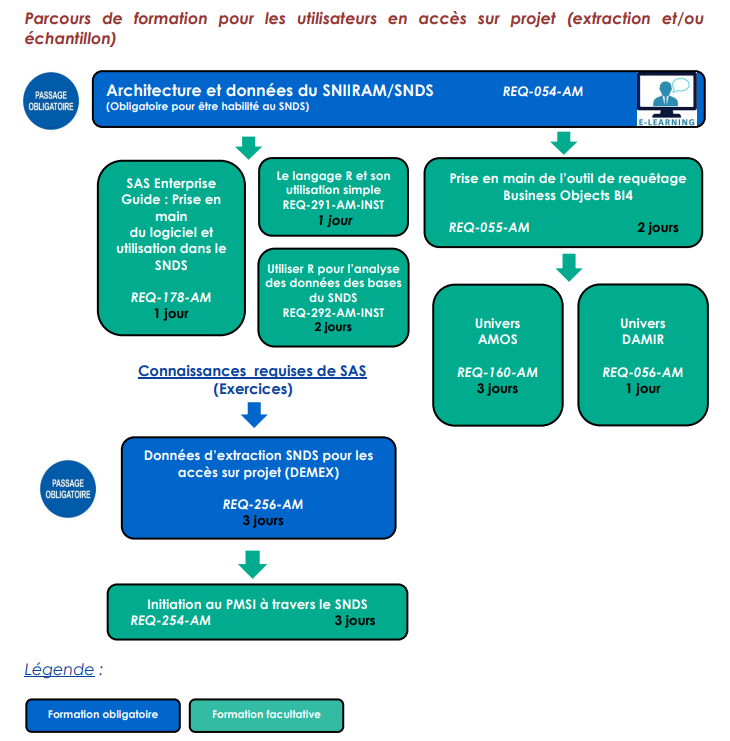 Parcours de formation pour les utilisateurs en accès sur projet (extraction et/ou
échantillon)
PASSAGE
OBLIGATOIRE
Architecture et données du SNIIRAM/SNDS
REQ-054-AM
(Obligatoire pour être habilité au SNDS)
E-LEARNING
SAS Enterprise
Guide : Prise en
main
du logiciel et
utilisation dans le
SNDS
REQ-178-AM
1 jour
Le langage R et son
utilisation simple
REQ-291-AM-INST
1 jour
Utiliser R pour l'analyse
des données des bases
du SNDS
REQ-292-AM-INST
2 jours
Prise en main de l'outil de requêtage
Business Objects BI4
REQ-055-AM 2 jours
Univers
AMOS
REQ-160-AM
3 jours
Univers
DAMIR
REQ-056-AM
1 jour
Connaissances requises de SAS
(Exercices)
PASSAGE
OBLIGATOIRE
Données d'extraction SNDS pour les
accès sur projet (DEMEX)
REQ-256-AM
3 jours
Initiation au PMSI à travers le SNDS
REQ-254-AM 3 jours
Légende :
Formation obligatoire
Formation facultative